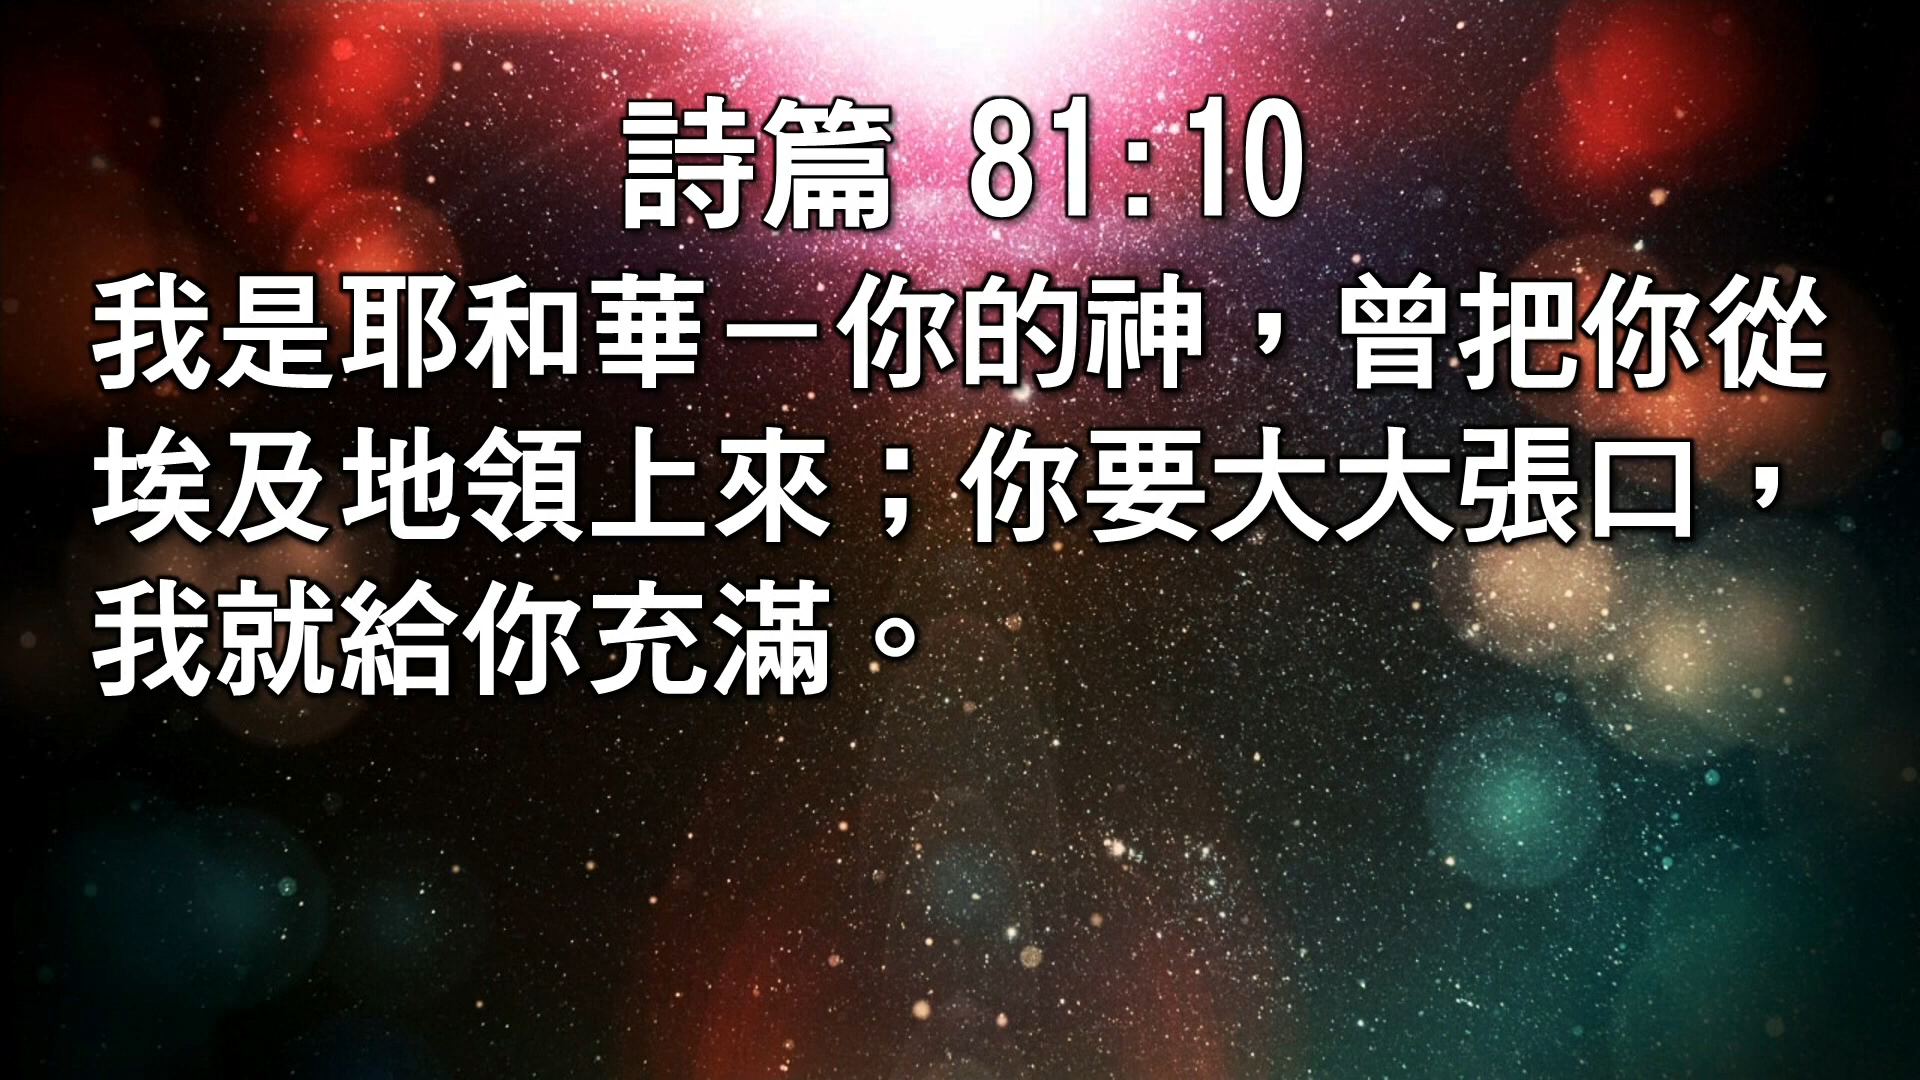 詩篇 81:10
我是耶和華－你的神，曾把你從
埃及地領上來；你要大大張口，
我就給你充滿。